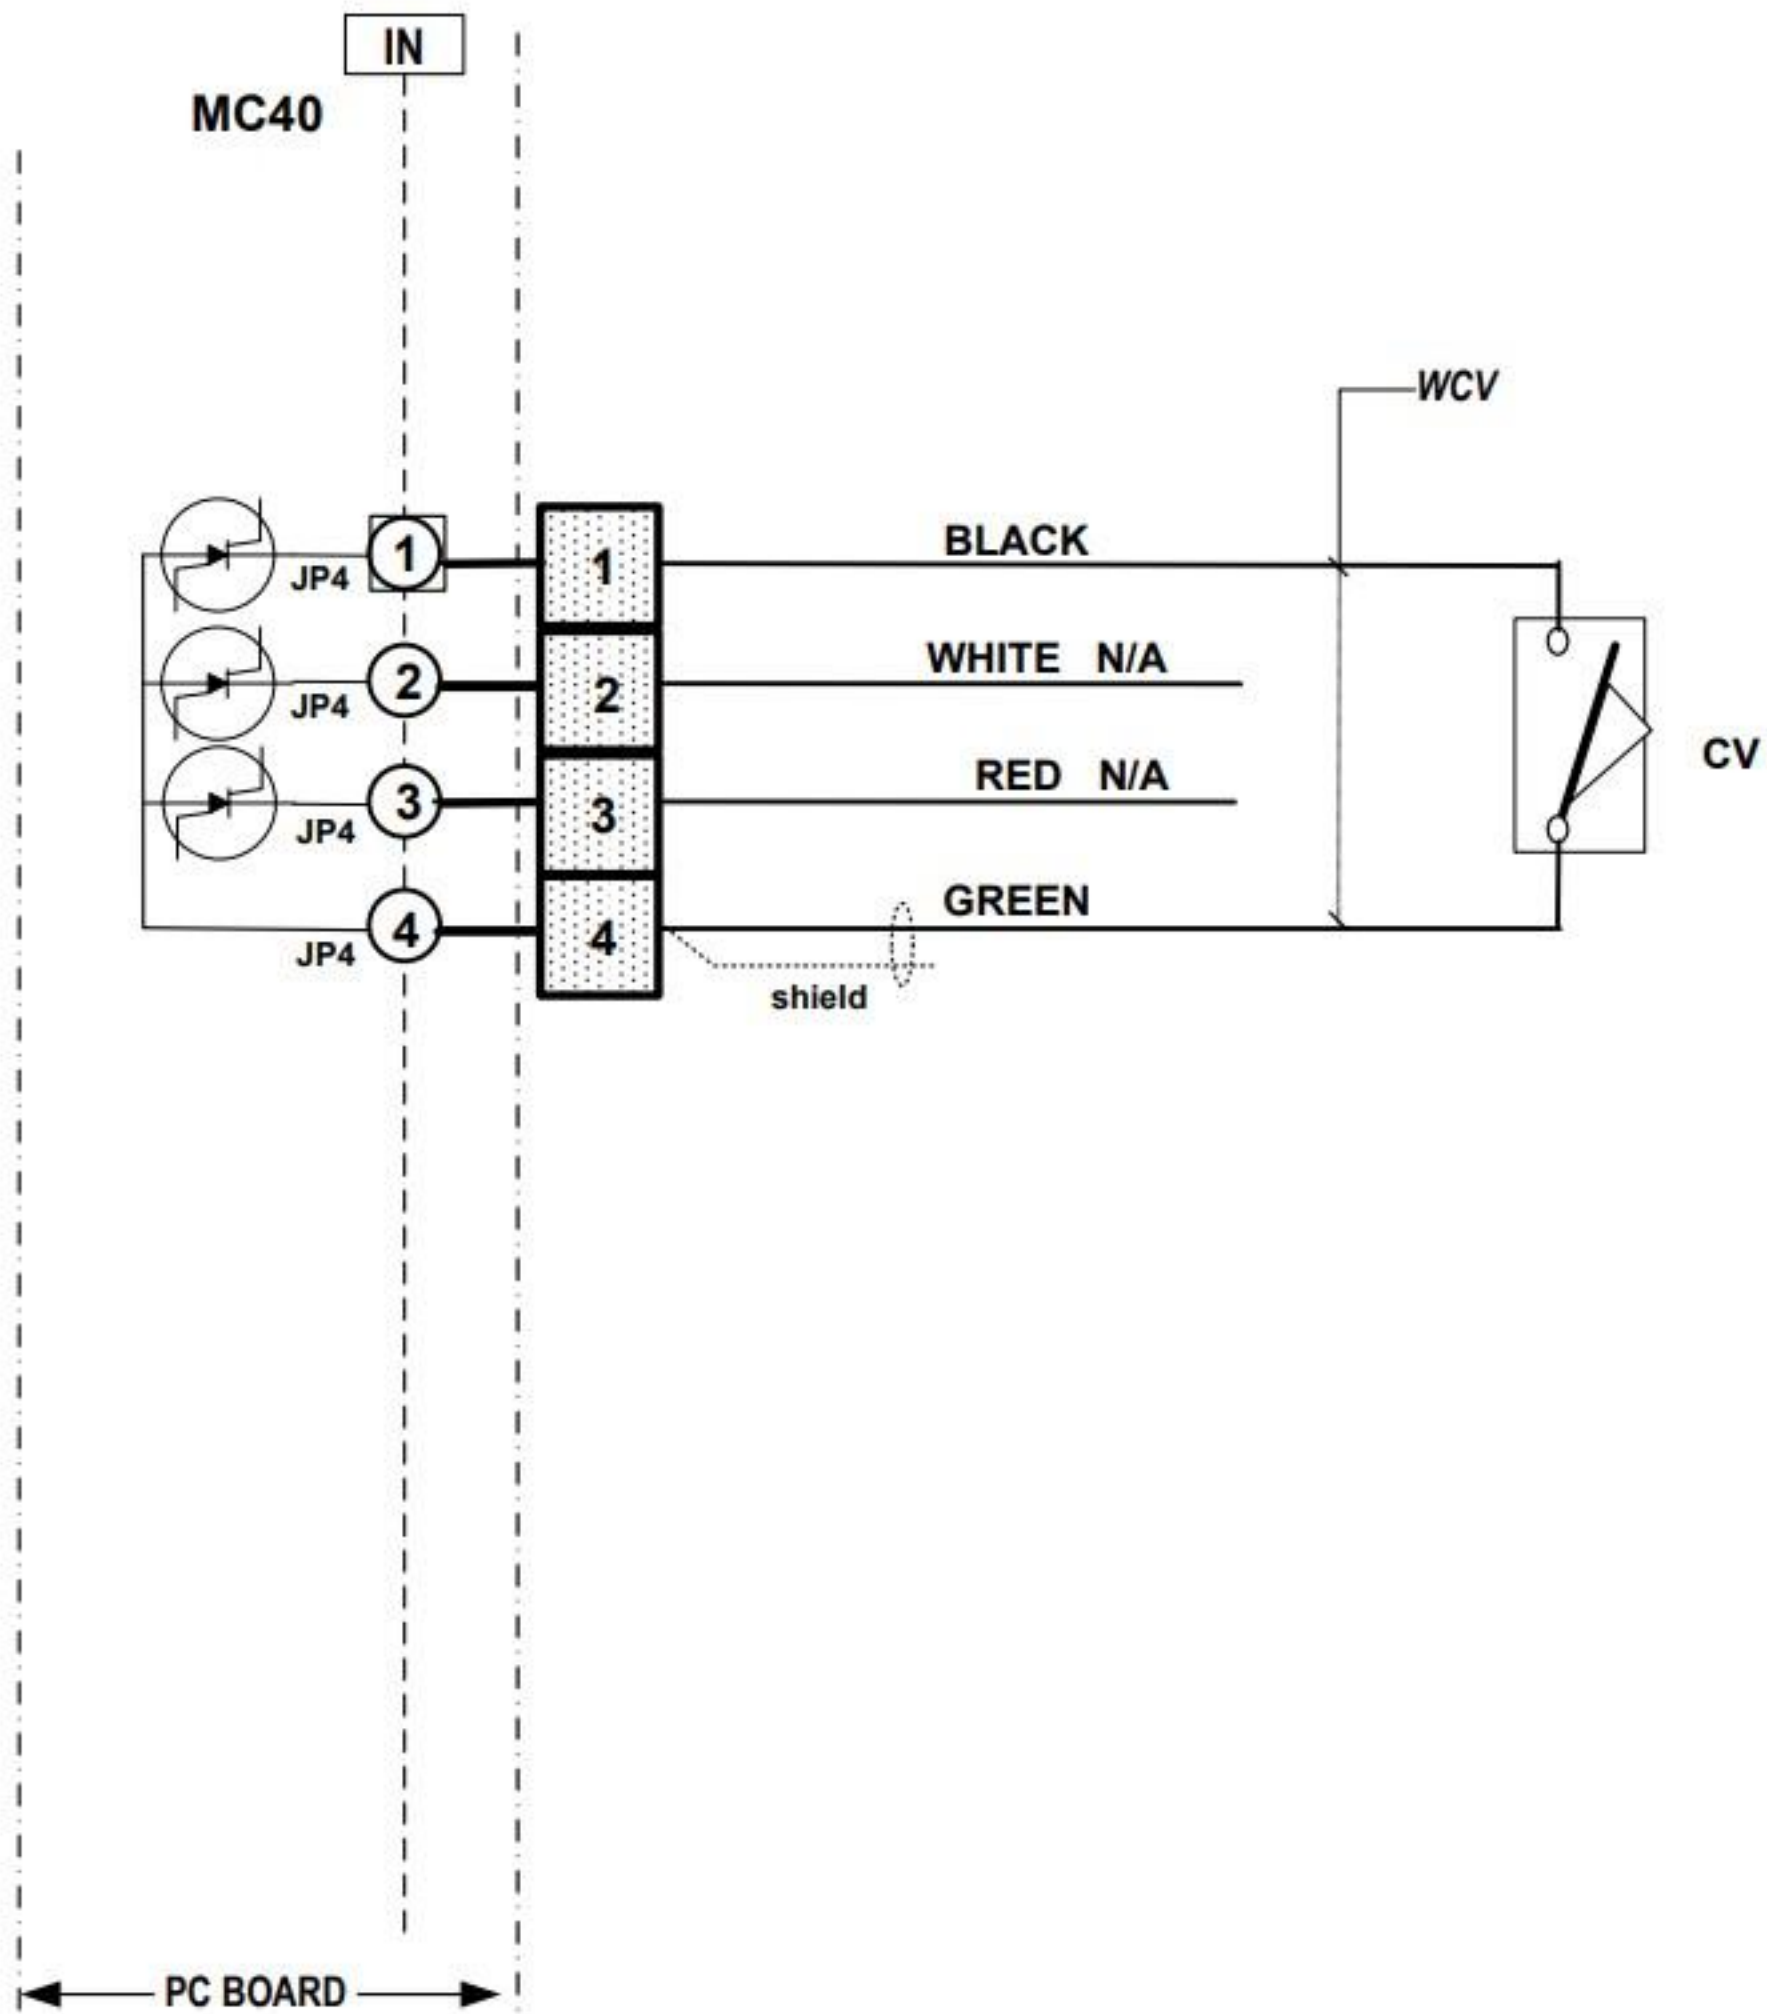 IN
MC40
WCV
JP4 1 1 BLACK
JP4 2 2 WHITE N/A
JP4 3 3 RED N/A
CV
JP4 4 4 GREEN
shield
PC BOARD